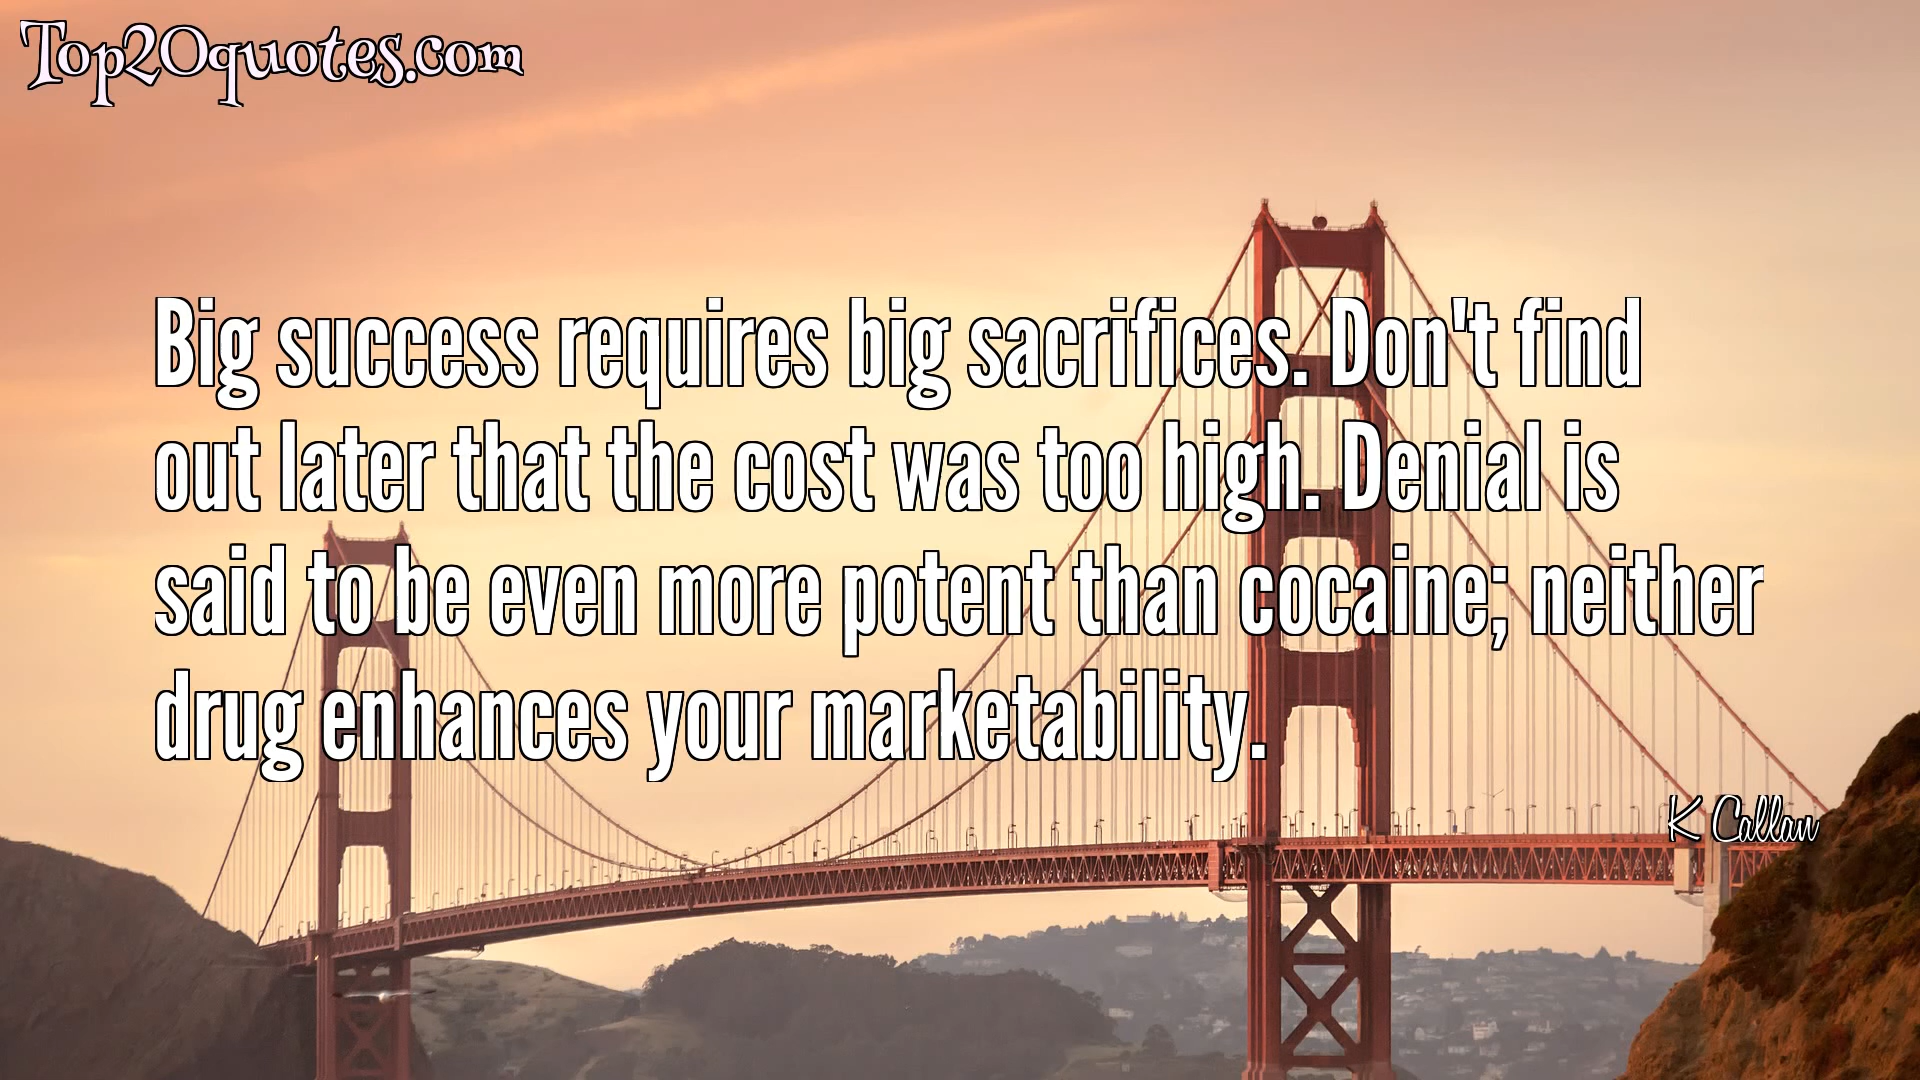 Top20quotes.com
Big success requires big sacrifices. Don't find
out later that the cost was too high. Denial is
said to be even more potent than cocaine; neither
drug enhances your marketability.
K Callan